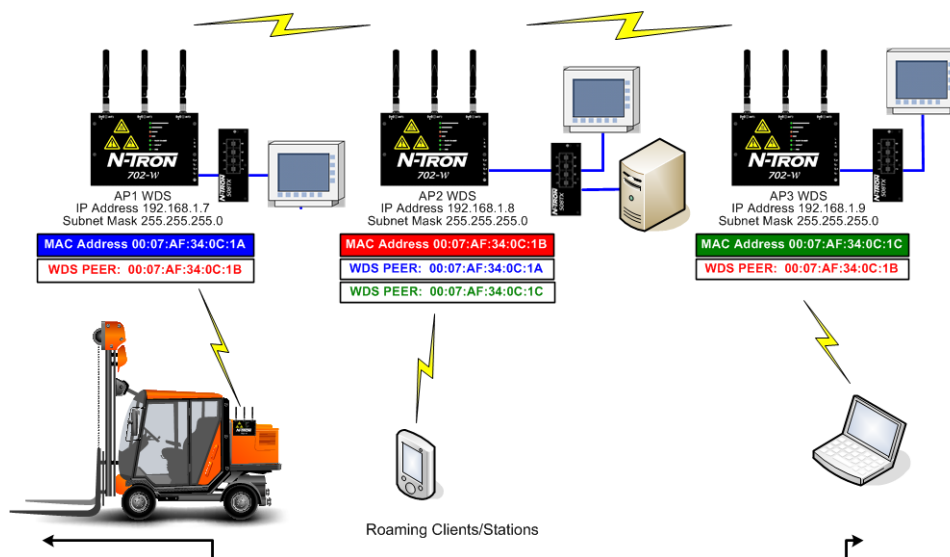 N-TRON
702-W
N-TRON
508TX
AP1 WDS
IP Address 192.168.1.7
Subnet Mask 255.255.255.0
MAC Address 00:07:AF:34:0C:1A
WDS PEER: 00:07:AF:34:0C:1B
N-TRON
702-W
N-TRON
AP2 WDS
IP Address 192.168.1.8
Subnet Mask 255.255.255.0
MAC Address 00:07:AF:34:0C:1B
WDS PEER: 00:07:AF:34:0C:1A
WDS PEER: 00:07:AF:34:0C:1C
N-TRON
702-W
N-TRON
AP3 WDS
IP Address 192.168.1.9
Subnet Mask 255.255.255.0
MAC Address 00:07:AF:34:0C:1C
WDS PEER: 00:07:AF:34:0C:1B
N-TRON
Roaming Clients/Stations